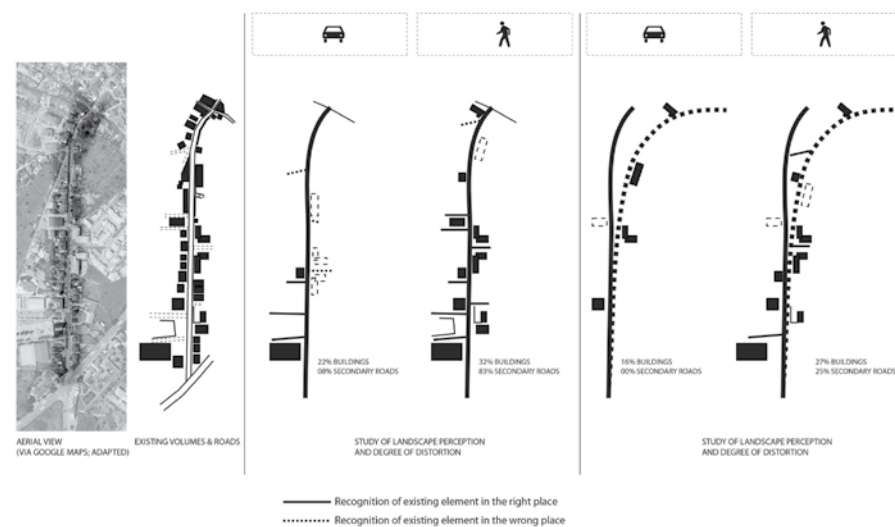 22% BUILDINGS
08% SECONDARY ROADS
32% BUILDINGS
83% SECONDARY ROADS
16% BUILDINGS
00% SECONDARY ROADS
27% BUILDINGS
25% SECONDARY ROADS
AERIAL VIEW
(VIA GOOGLE MAPS; ADAPTED)
EXISTING VOLUMES & ROADS
STUDY OF LANDSCAPE PERCEPTION
AND DEGREE OF DISTORTION
STUDY OF LANDSCAPE PERCEPTION
AND DEGREE OF DISTORTION
Recognition of existing element in the right place
Recognition of existing element in the wrong place